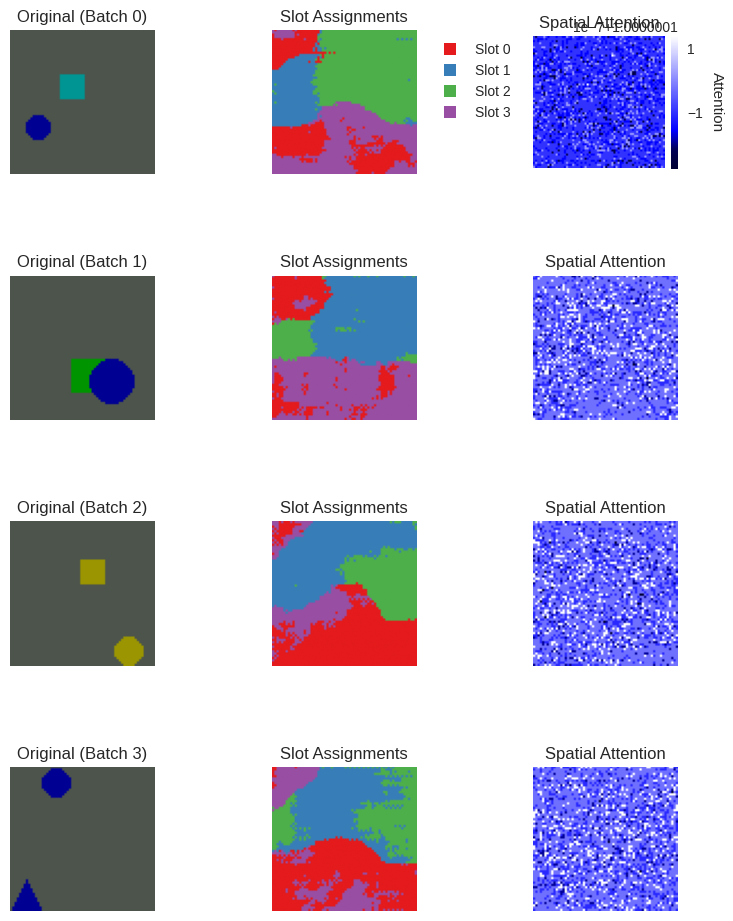 Original (Batch 0)
Slot Assignments
Slot 0
Slot 1
Slot 2
Slot 3
Spatial Attention
1e−7+1.0000001
1
−1
Attention
Original (Batch 1)
Slot Assignments
Spatial Attention
Original (Batch 2)
Slot Assignments
Spatial Attention
Original (Batch 3)
Slot Assignments
Spatial Attention